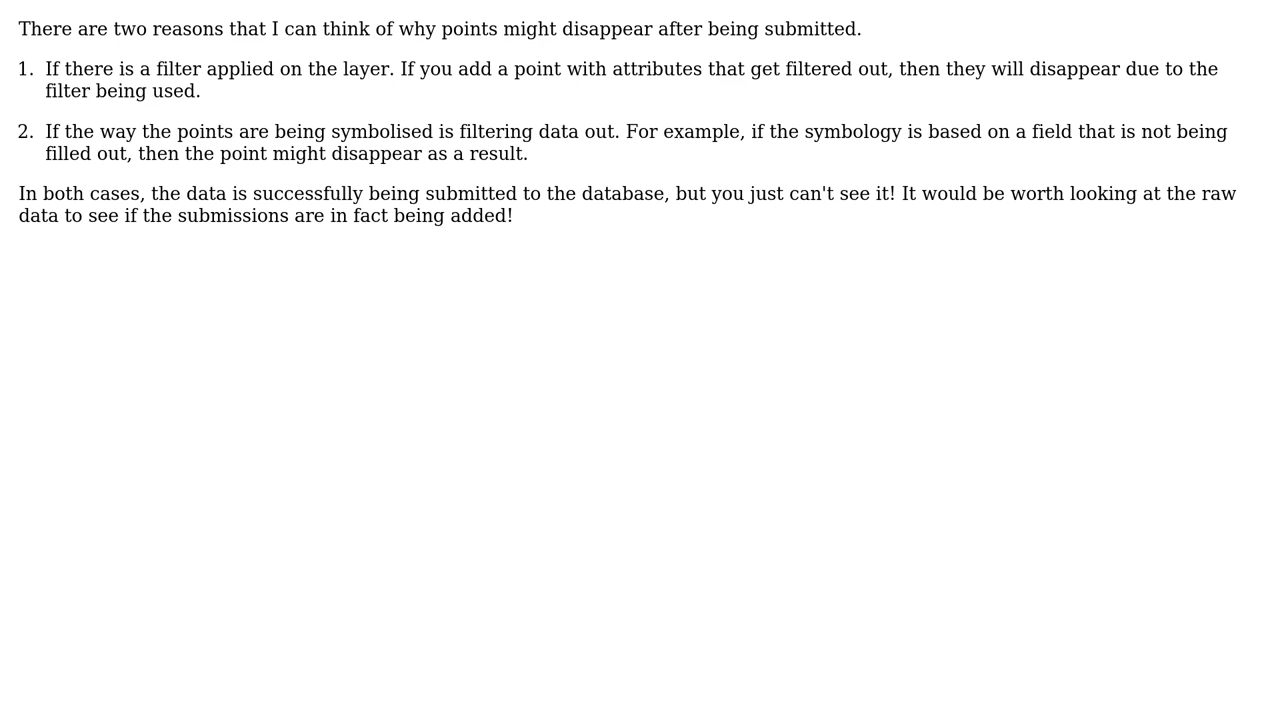 There are two reasons that I can think of why points might disappear after being submitted.
1. If there is a filter applied on the layer. If you add a point with attributes that get filtered out, then they will disappear due to the
filter being used.
2. If the way the points are being symbolised is filtering data out. For example, if the symbology is based on a field that is not being
filled out, then the point might disappear as a result.
In both cases, the data is successfully being submitted to the database, but you just can't see it! It would be worth looking at the raw
data to see if the submissions are in fact being added!